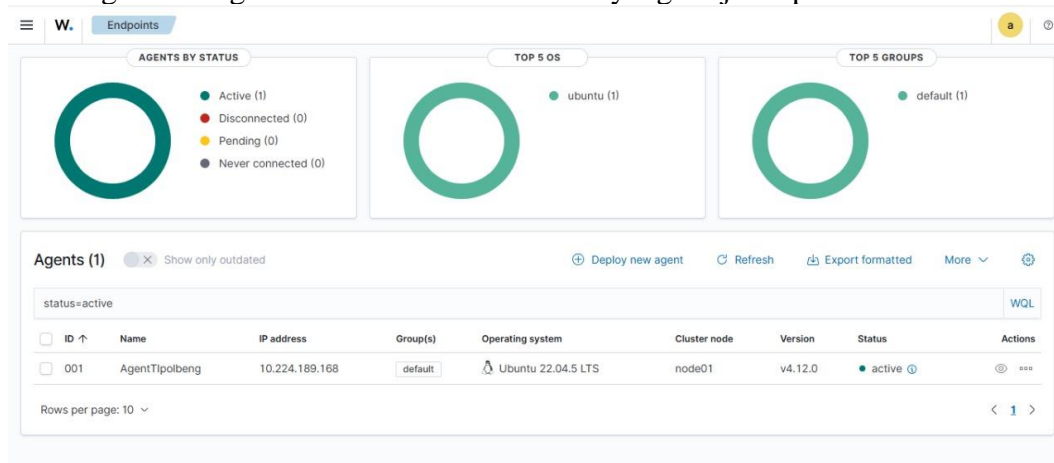 W. Endpoints a
AGENTS BY STATUS
Active (1)
Disconnected (0)
Pending (0)
Never connected (0)
TOP 5 OS
ubuntu (1)
TOP 5 GROUPS
default (1)
Agents (1) Show only outdated Deploy new agent Refresh Export formatted More
status=active WQL
ID Name IP address Group(s) Operating system Cluster node Version Status Actions
001 AgentTIpolbeng 10.224.189.168 default Ubuntu 22.04.5 LTS node01 v4.12.0 active
Rows per page: 10 < 1 >